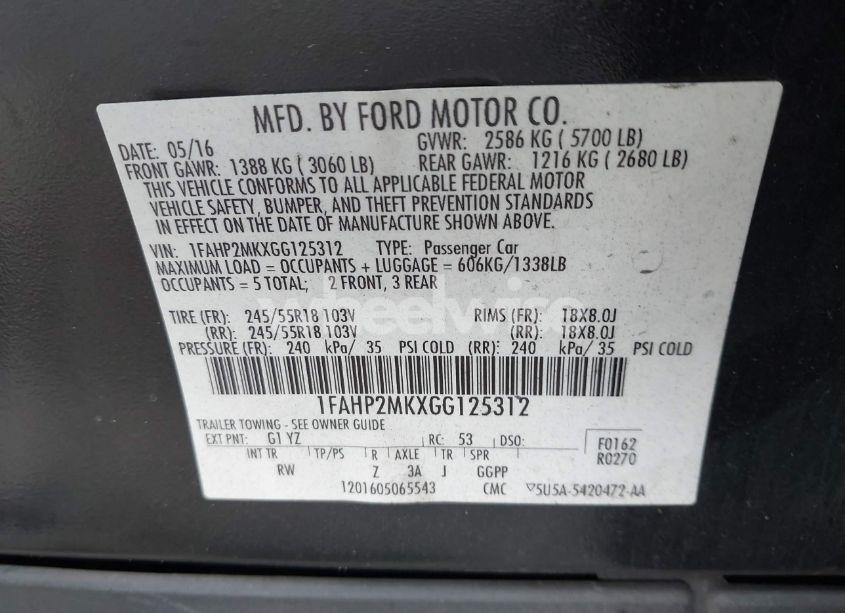 MFD. BY FORD MOTOR CO.
DATE: 05/16 GVWR: 2586 KG ( 5700 LB)
FRONT GAWR: 1388 KG ( 3060 LB) REAR GAWR: 1216 KG ( 2680 LB)
THIS VEHICLE CONFORMS TO ALL APPLICABLE FEDERAL MOTOR
VEHICLE SAFETY, BUMPER, AND THEFT PREVENTION STANDARDS
IN EFFECT ON THE DATE OF MANUFACTURE SHOWN ABOVE.
VIN: 1FAHP2MKXGG125312 TYPE: Passenger Car
MAXIMUM LOAD = OCCUPANTS + LUGGAGE = 606KG/1338LB
OCCUPANTS = 5 TOTAL; 2 FRONT, 3 REAR
wheelwise
TIRE (FR): 245/55R18 103V RIMS (FR): 18X8.0J
(RR): 245/55R18 103V (RR): 18X8.0J
PRESSURE (FR): 240 kPa/ 35 PSI COLD (RR): 240 kPa/ 35 PSI COLD
1FAHP2MKXGG125312
TRAILER TOWING - SEE OWNER GUIDE
EXT PNT: G1 YZ RC: 53 DSO: F0162
R0270
INT TR TP/PS R AXLE TR SPR
RW Z 3A J GGPP
1201605065543 CMC ▽5U5A-5420472-AA